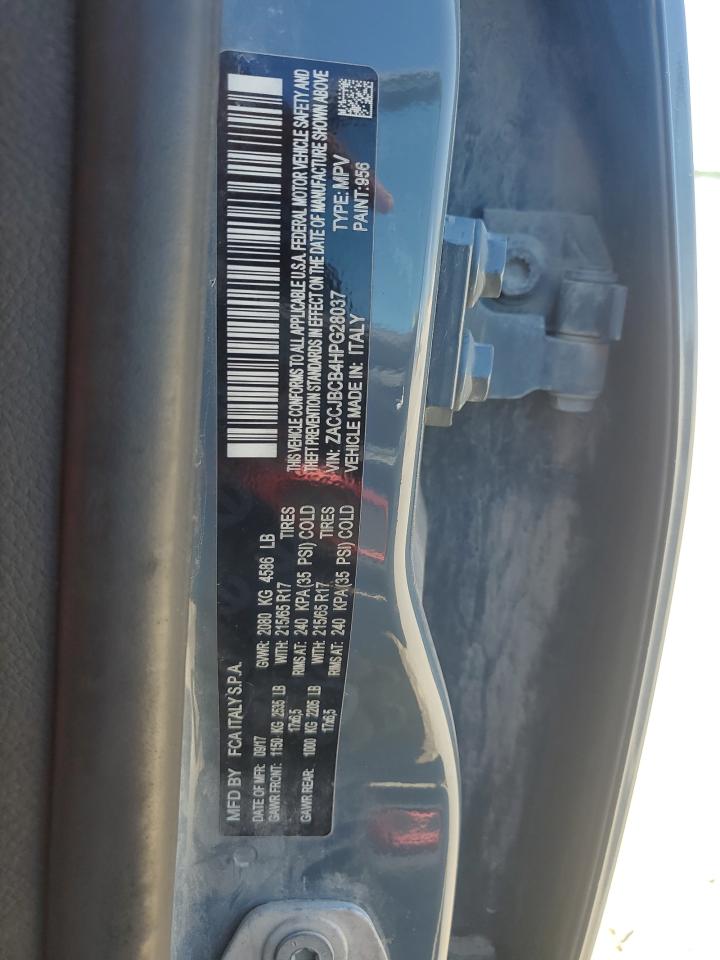 MFD BY FCA ITALY S.P.A.
DATE OF MFR: 09/17 GVWR: 2080 KG 4586 LB
GAWR FRONT: 1150 KG 2535 LB WITH: 215/65 R17 TIRES
17x6,5 RIMS AT: 240 KPA(35 PSI) COLD
GAWR REAR: 1000 KG 2205 LB WITH: 215/65 R17 TIRES
17x6,5 RIMS AT: 240 KPA(35 PSI) COLD
THIS VEHICLE CONFORMS TO ALL APPLICABLE U.S.A. FEDERAL MOTOR VEHICLE SAFETY AND
THEFT PREVENTION STANDARDS IN EFFECT ON THE DATE OF MANUFACTURE SHOWN ABOVE
VIN: ZACCJBCB4HPG28037 TYPE: MPV
VEHICLE MADE IN: ITALY PAINT: 956